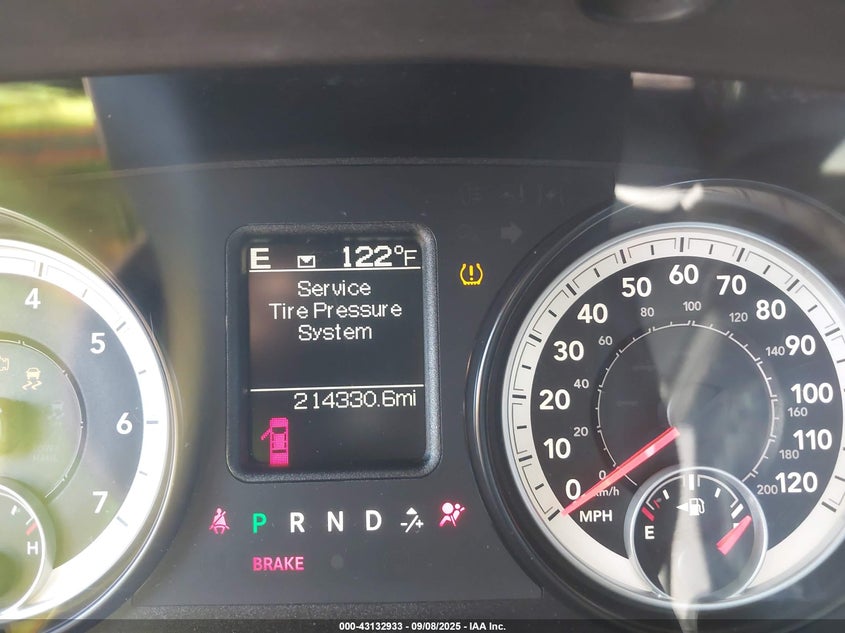 E 122°F
Service
Tire Pressure
System
214330.6mi
4
5
6
7
H
P R N D
BRAKE
0 10 20 30 40 50 60 70 80 90 100 110 120
0 20 40 60 80 100 120 140 160 180 200
km/h
MPH
E
000-43132933 - 09/08/2025 - IAA Inc.